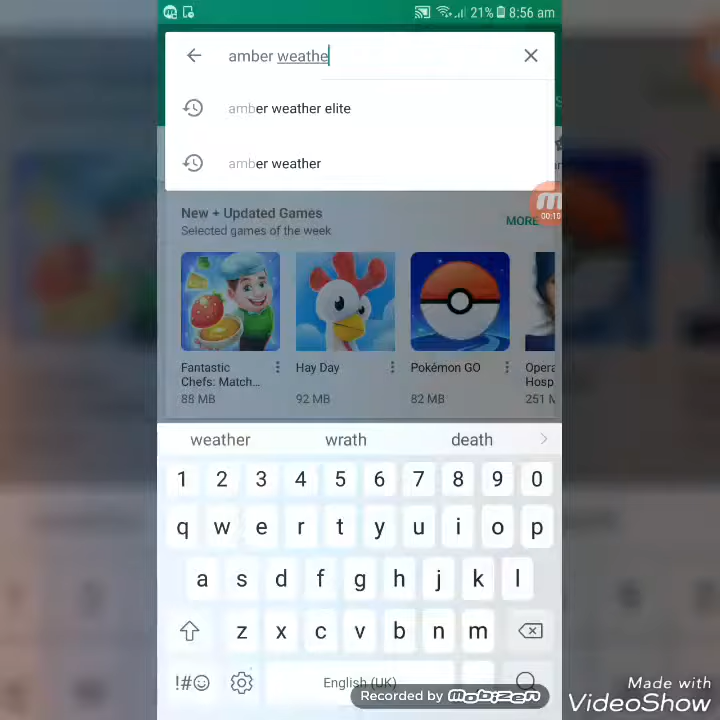 21% 8:56 am
amber weathe
amber weather elite
amber weather
New + Updated Games
Selected games of the week
MORE
00:10
Fantastic
Chefs: Match...
88 MB
Hay Day
92 MB
Pokémon GO
82 MB
Opera
Hosp
251 M
weather wrath death
1 2 3 4 5 6 7 8 9 0
q w e r t y u i o p
a s d f g h j k l
z x c v b n m
!#☺ English (UK)
Recorded by mobizen
Made with
VideoShow